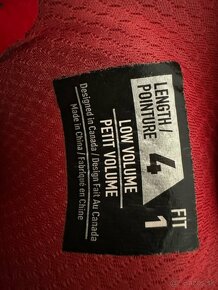 LENGTH/
POINTURE
4
FIT
1
LOW VOLUME
PETIT VOLUME
Designed in Canada / Design Fait Au Canada
Made in China / Fabriqué en Chine